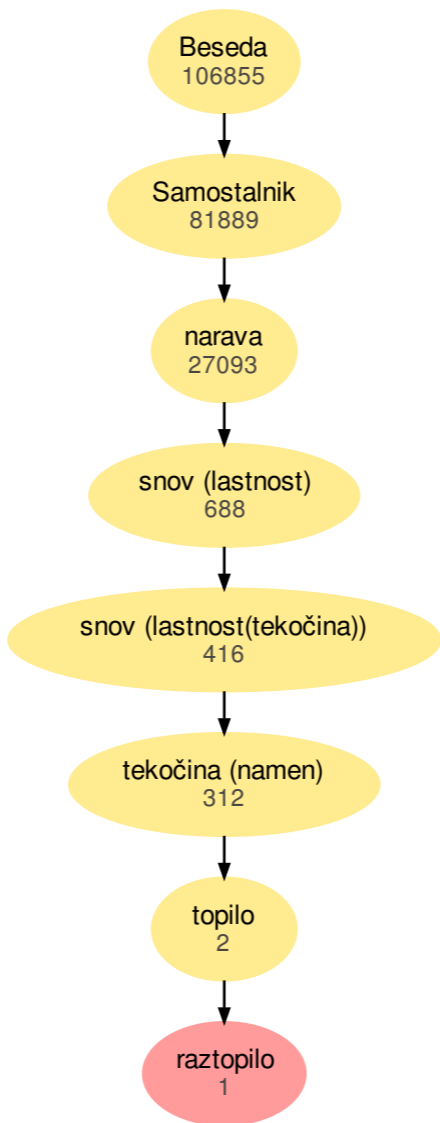 Beseda
106855
Samostalnik
81889
narava
27093
snov (lastnost)
688
snov (lastnost(tekočina))
416
tekočina (namen)
312
topilo
2
raztopilo
1